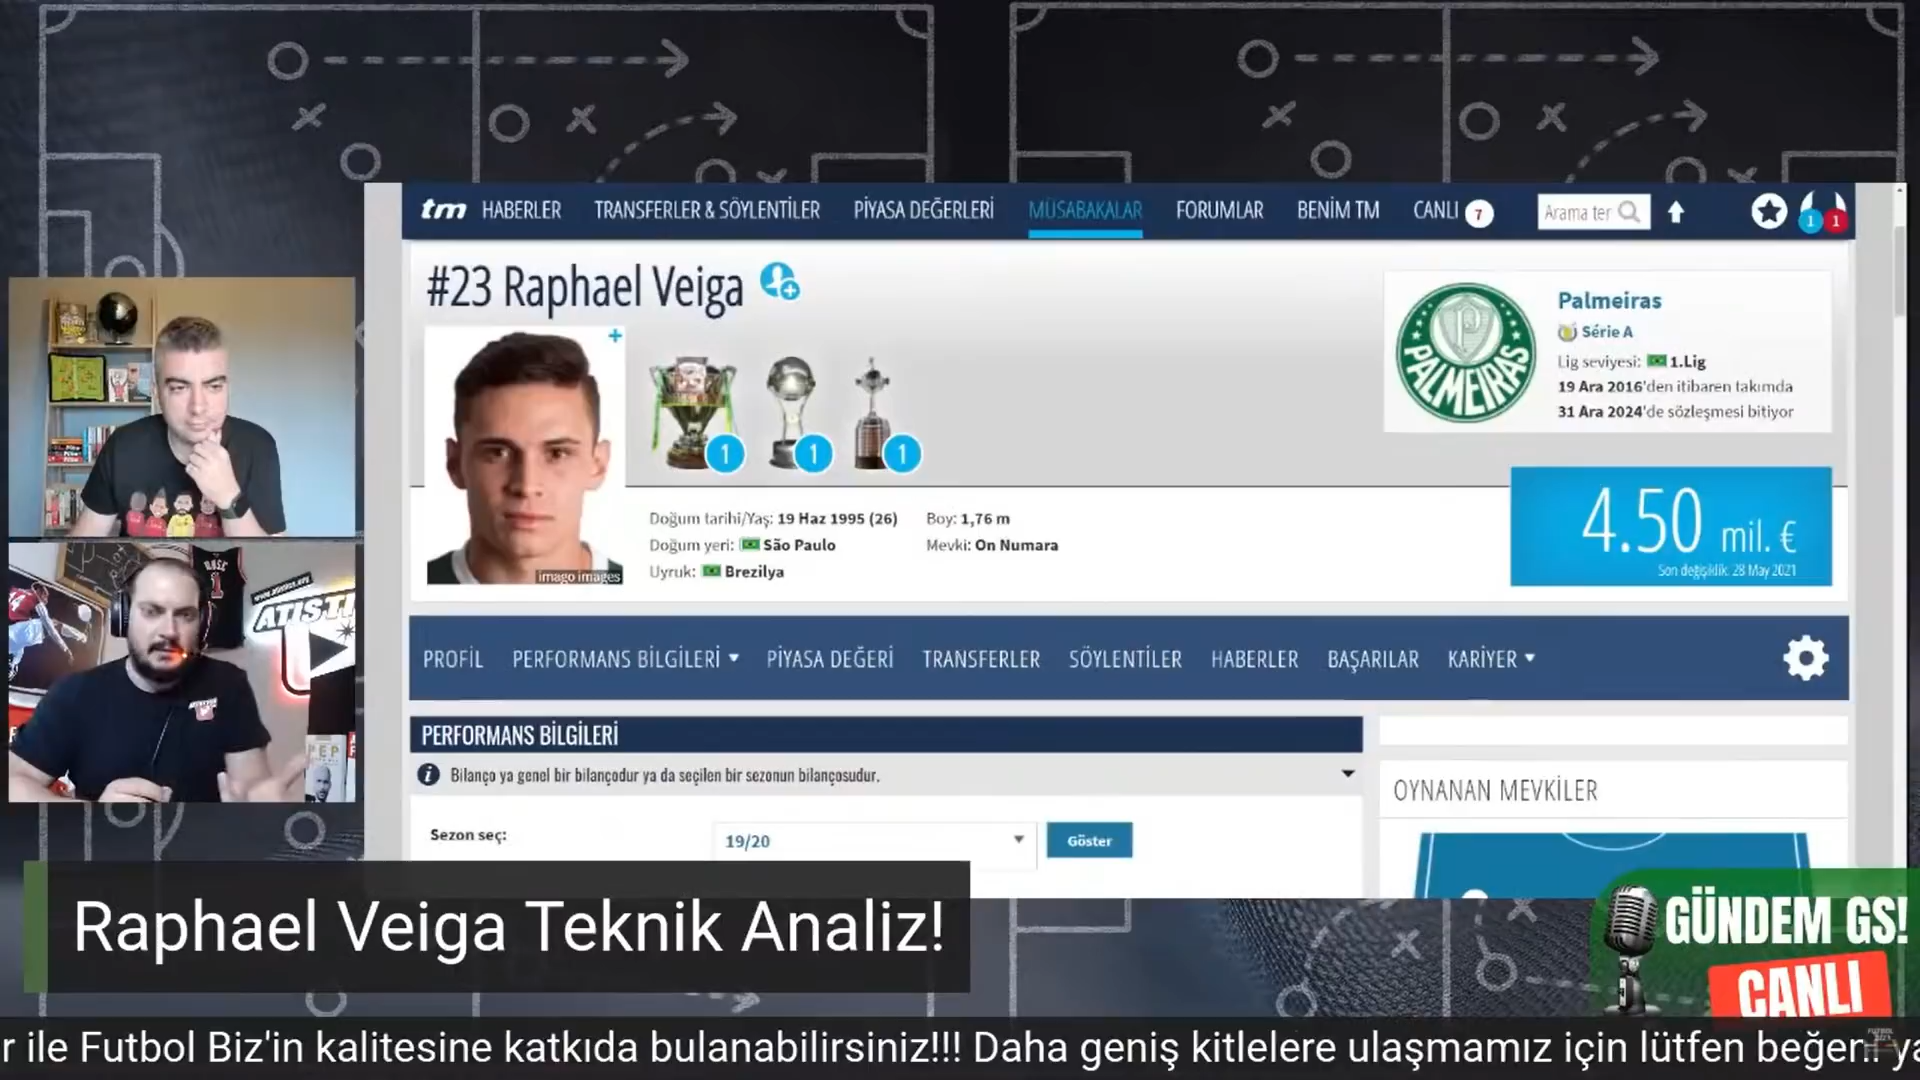 tm HABERLER TRANSFERLER & SÖYLENTİLER PİYASA DEĞERLERİ MÜSABAKALAR FORUMLAR BENİM TM CANLI 7 Arama ter 1 1
#23 Raphael Veiga
Palmeiras
Série A
Lig seviyesi: 1.Lig
19 Ara 2016'den itibaren takımda
31 Ara 2024'de sözleşmesi bitiyor
PALMEIRAS
1 1 1
4.50 mil. €
Son değişiklik: 28 May 2021
Doğum tarihi/Yaş: 19 Haz 1995 (26) Boy: 1,76 m
Doğum yeri: São Paulo Mevki: On Numara
Uyruk: Brezilya
imago images
PROFİL PERFORMANS BİLGİLERİ PİYASA DEĞERİ TRANSFERLER SÖYLENTİLER HABERLER BAŞARILAR KARİYER
PERFORMANS BİLGİLERİ
Bilanço ya genel bir bilançodur ya da seçilen bir sezonun bilançosudur.
OYNANAN MEVKİLER
Sezon seç: 19/20 Göster
ATISTI
PEP
Raphael Veiga Teknik Analiz!
GÜNDEM GS!
CANLI
r ile Futbol Biz'in kalitesine katkıda bulanabilirsiniz!!! Daha geniş kitlelere ulaşmamız için lütfen beğen